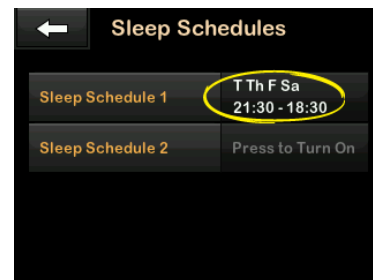 Sleep Schedules
Sleep Schedule 1
T Th F Sa
21:30 - 18:30
Sleep Schedule 2
Press to Turn On